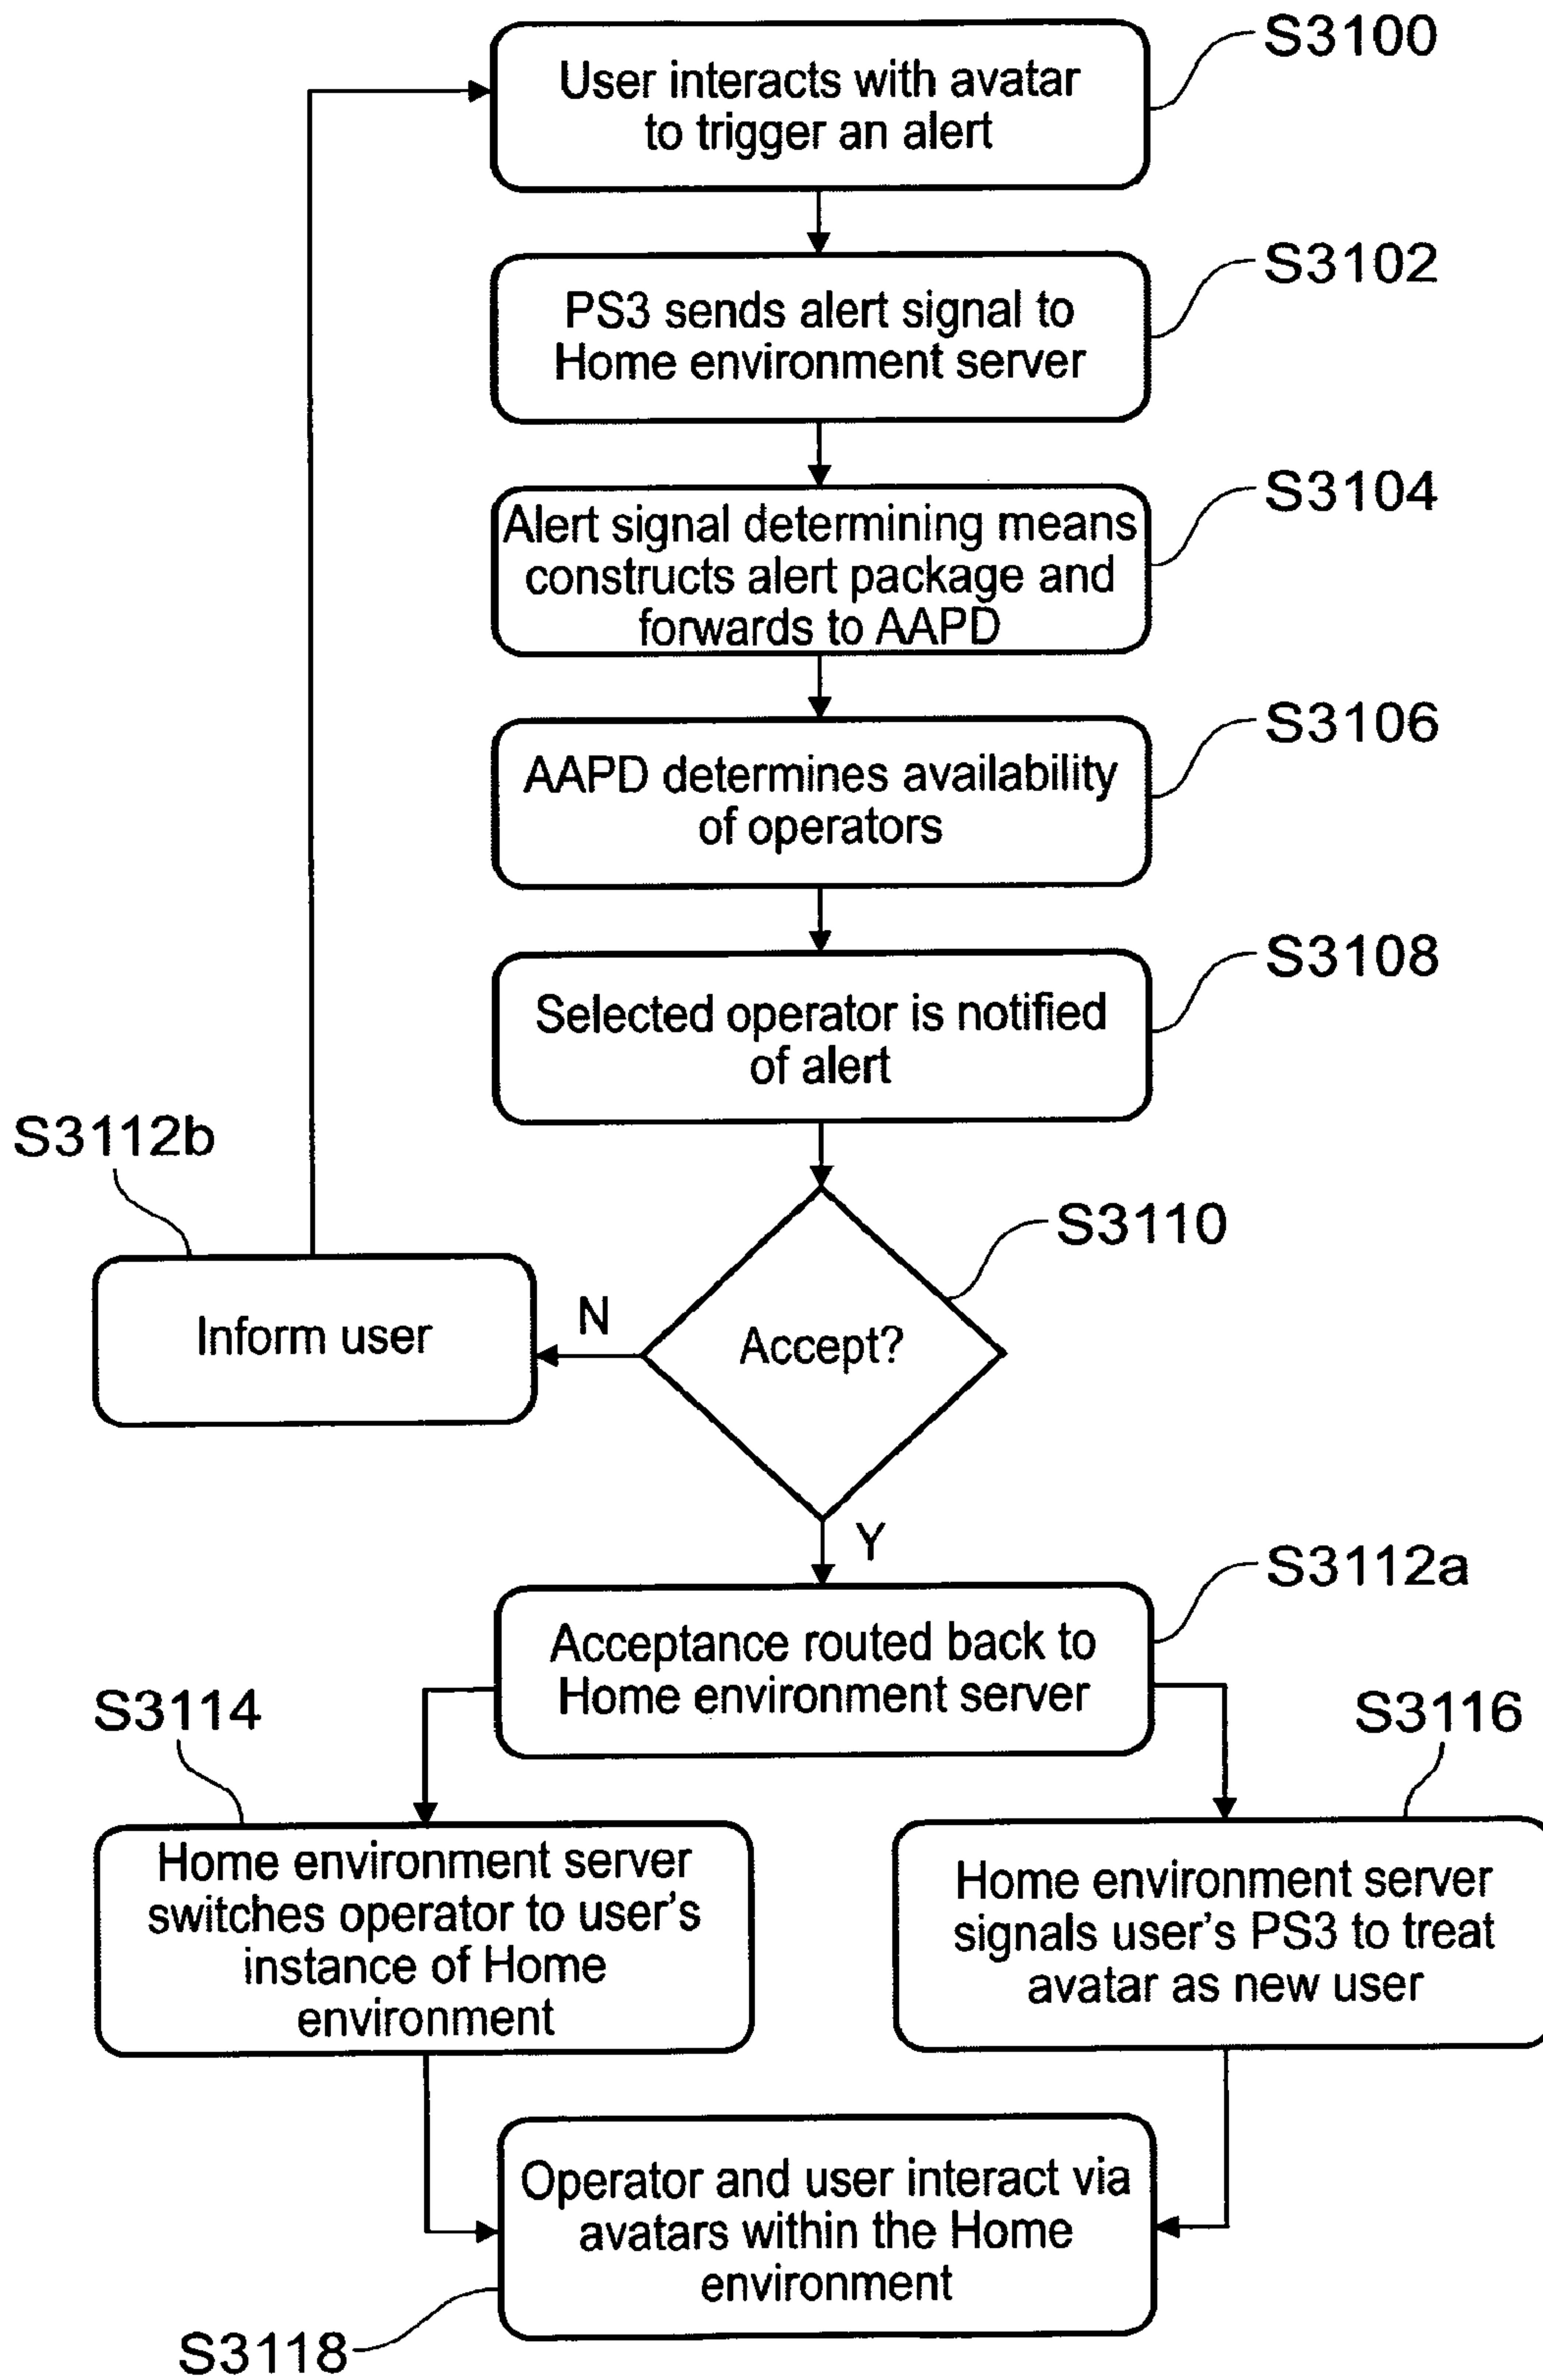 S3100
User interacts with avatar
to trigger an alert
S3102
PS3 sends alert signal to
Home environment server
S3104
Alert signal determining means
constructs alert package and
forwards to AAPD
S3106
AAPD determines availability
of operators
S3108
Selected operator is notified
of alert
S3112b
S3110
Inform user
N
Accept?
Y
S3112a
Acceptance routed back to
Home environment server
S3114
S3116
Home environment server
switches operator to user's
instance of Home
environment
Home environment server
signals user's PS3 to treat
avatar as new user
Operator and user interact via
avatars within the Home
environment
S3118